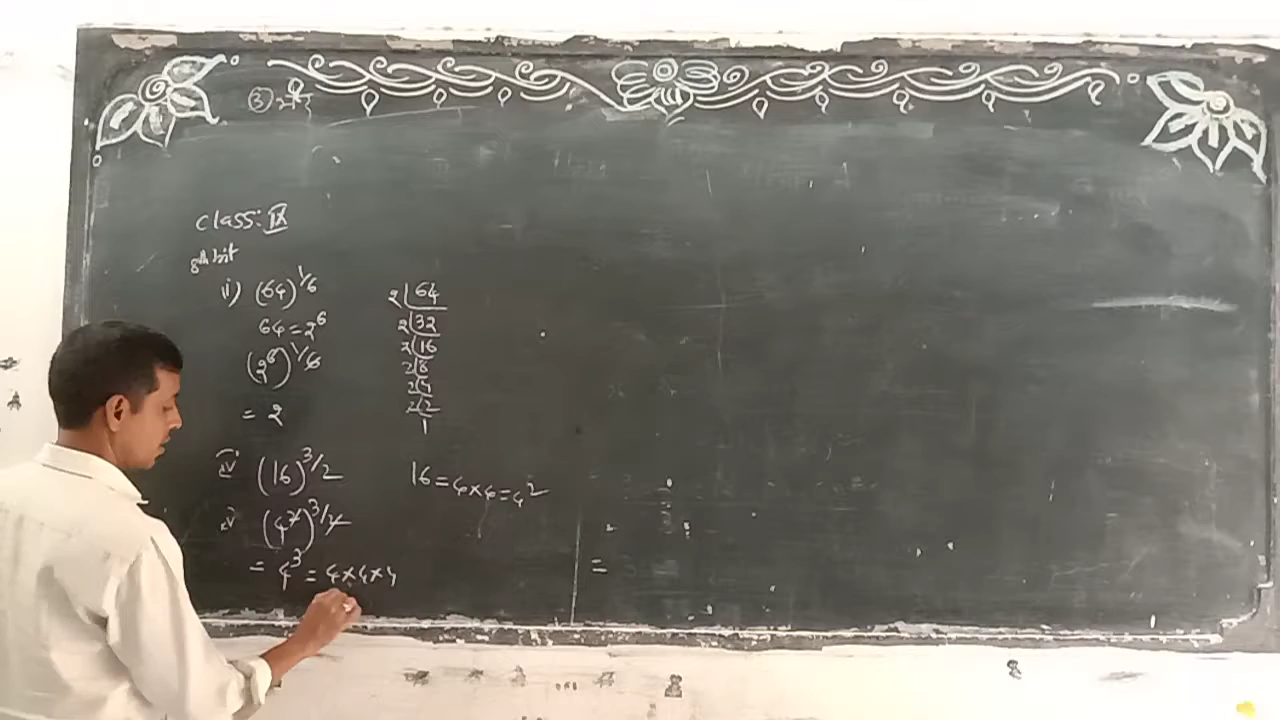 class: IX
8th bit
ii) (64)^1/6
64 = 2^6
(2^6)^1/6
= 2
2 | 64
2 | 32
2 | 16
2 | 8
2 | 4
2 | 2
1
iv (16)^3/2
16 = 4×4 = 4^2
(4^2)^3/2
= 4^3 = 4×4×4
=